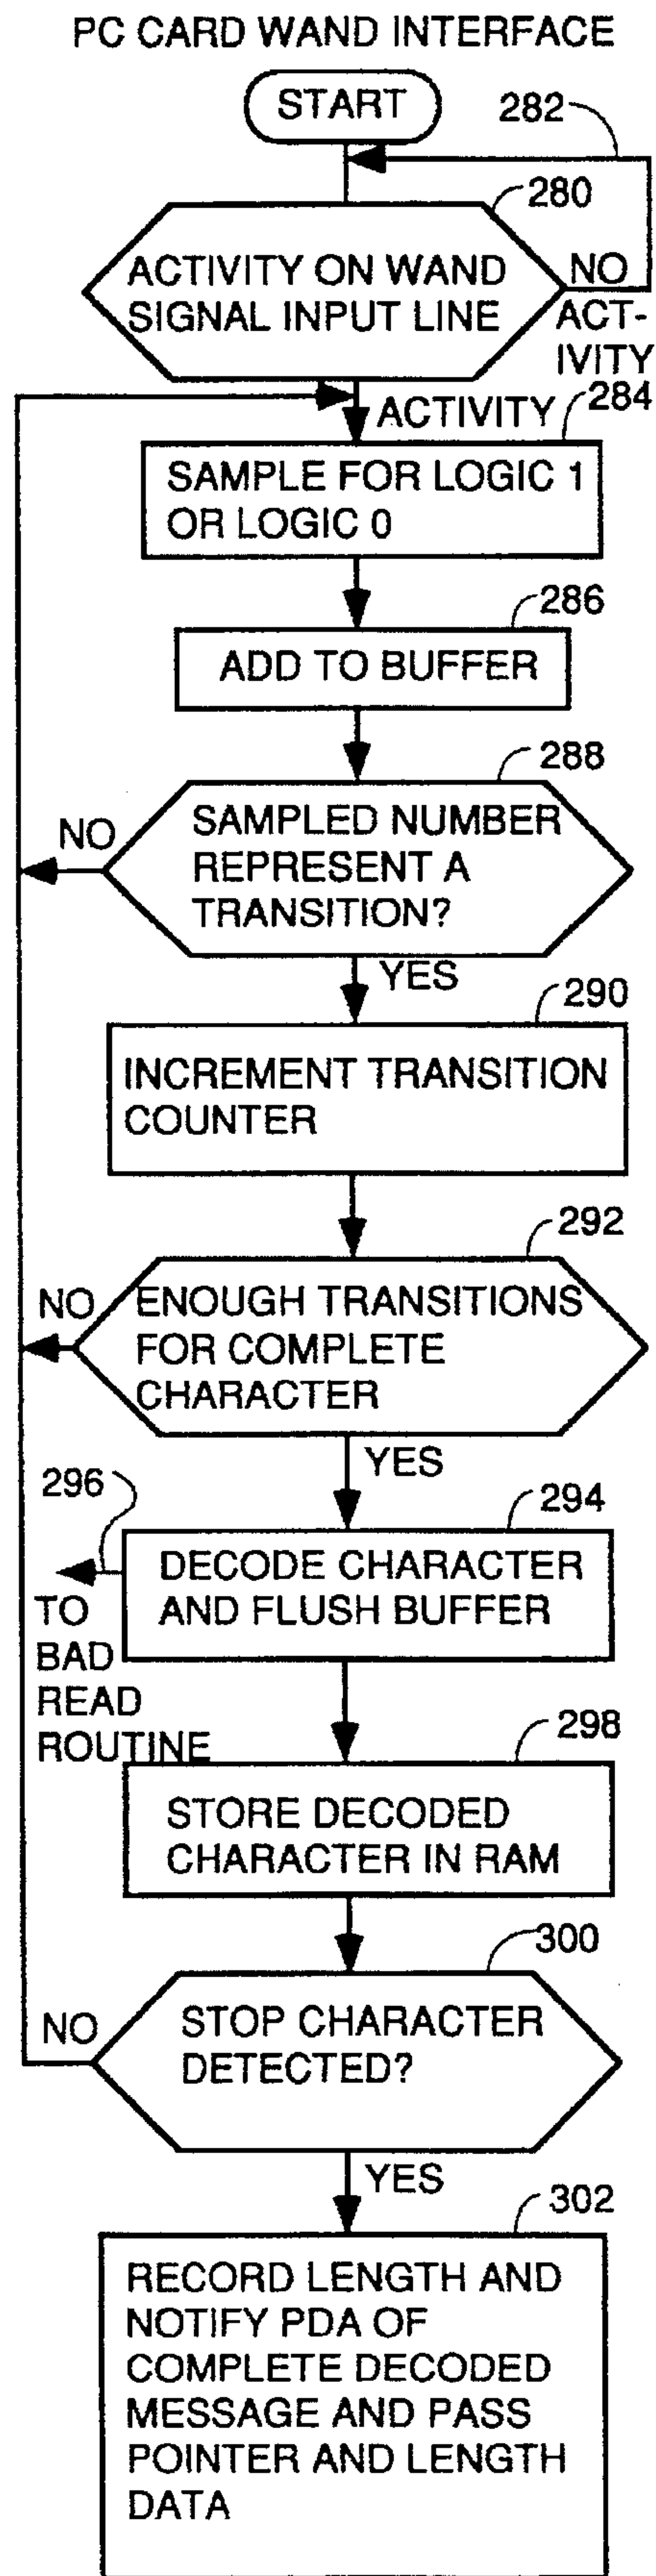 PC CARD WAND INTERFACE
START
282
280
ACTIVITY ON WAND
SIGNAL INPUT LINE
NO
ACT-
IVITY
284
ACTIVITY
SAMPLE FOR LOGIC 1
OR LOGIC 0
286
ADD TO BUFFER
288
SAMPLED NUMBER
REPRESENT A
TRANSITION?
NO
YES
290
INCREMENT TRANSITION
COUNTER
292
ENOUGH TRANSITIONS
FOR COMPLETE
CHARACTER
NO
YES
296
294
DECODE CHARACTER
AND FLUSH BUFFER
TO
BAD
READ
ROUTINE
298
STORE DECODED
CHARACTER IN RAM
300
STOP CHARACTER
DETECTED?
NO
YES
302
RECORD LENGTH AND
NOTIFY PDA OF
COMPLETE DECODED
MESSAGE AND PASS
POINTER AND LENGTH
DATA